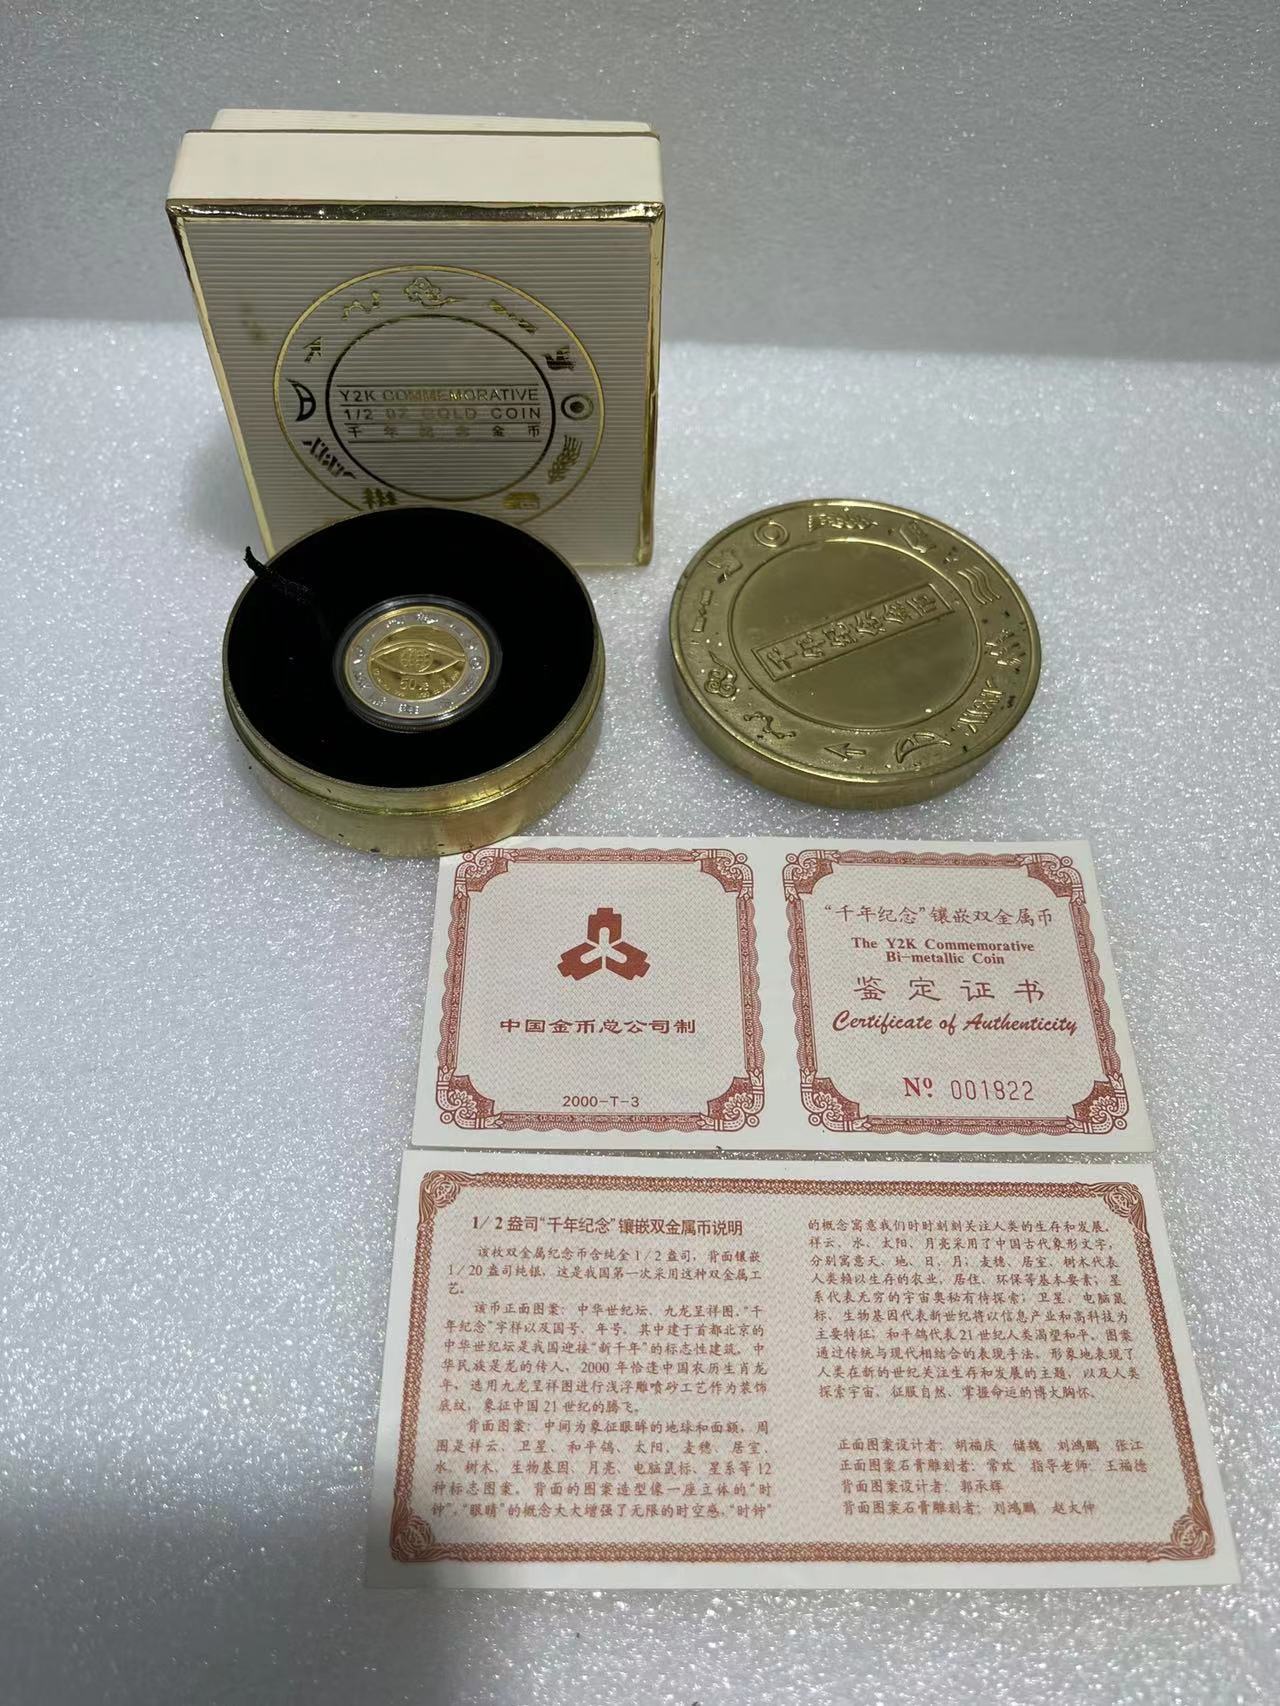 Y2K COMMEMORATIVE
1/2 OZ GOLD COIN
千年纪念金币
千年纪念金币
50元
中国金币总公司制
2000-T-3
“千年纪念”镶嵌双金属币
The Y2K Commemorative
Bi-metallic Coin
鉴定证书
Certificate of Authenticity
Nº 001822
1/2盎司“千年纪念”镶嵌双金属币说明
该枚双金属纪念币含纯金1/2盎司，背面镶嵌
1/20盎司纯银，这是我国第一次采用这种双金属工
艺。
该币正面图案：中华世纪坛、九龙呈祥图，“千
年纪念”字样以及国号、年号。其中建于首都北京的
中华世纪坛是我国迎接“新千年”的标志性建筑。中
华民族是龙的传人，2000年恰逢中国农历生肖龙
年，选用九龙呈祥图进行浅浮雕喷砂工艺作为装饰
底纹，象征中国21世纪的腾飞。
背面图案：中间为象征眼眸的地球和面额，周
围是祥云、卫星、和平鸽、太阳、麦穗、居室、
水、树木、生物基因、月亮、电脑鼠标、星系等12
种标志图案。背面的图案造型像一座立体的“时
钟”，“眼睛”的概念大大增强了无限的时空感，“时钟”
的概念寓意我们时时刻刻关注人类的生存和发展。
祥云、水、太阳、月亮采用了中国古代象形文字，
分别寓意天、地、日、月；麦穗、居室、树木代表
人类赖以生存的农业，居住、环保等基本要素；星
系代表无穷的宇宙奥秘有待探索；卫星、电脑鼠
标、生物基因代表新世纪将以信息产业和高科技为
主要特征；和平鸽代表21世纪人类渴望和平。图案
通过传统与现代相结合的表现手法，形象地表现了
人类在新的世纪关注生存和发展的主题，以及人类
探索宇宙、征服自然、掌握命运的博大胸怀。
正面图案设计者：胡福庆 储魏 刘鸿鹏 张江
正面图案石膏雕刻者：常欢 指导老师：王福德
背面图案设计者：郭承辉
背面图案石膏雕刻者：刘鸿鹏 赵大仲